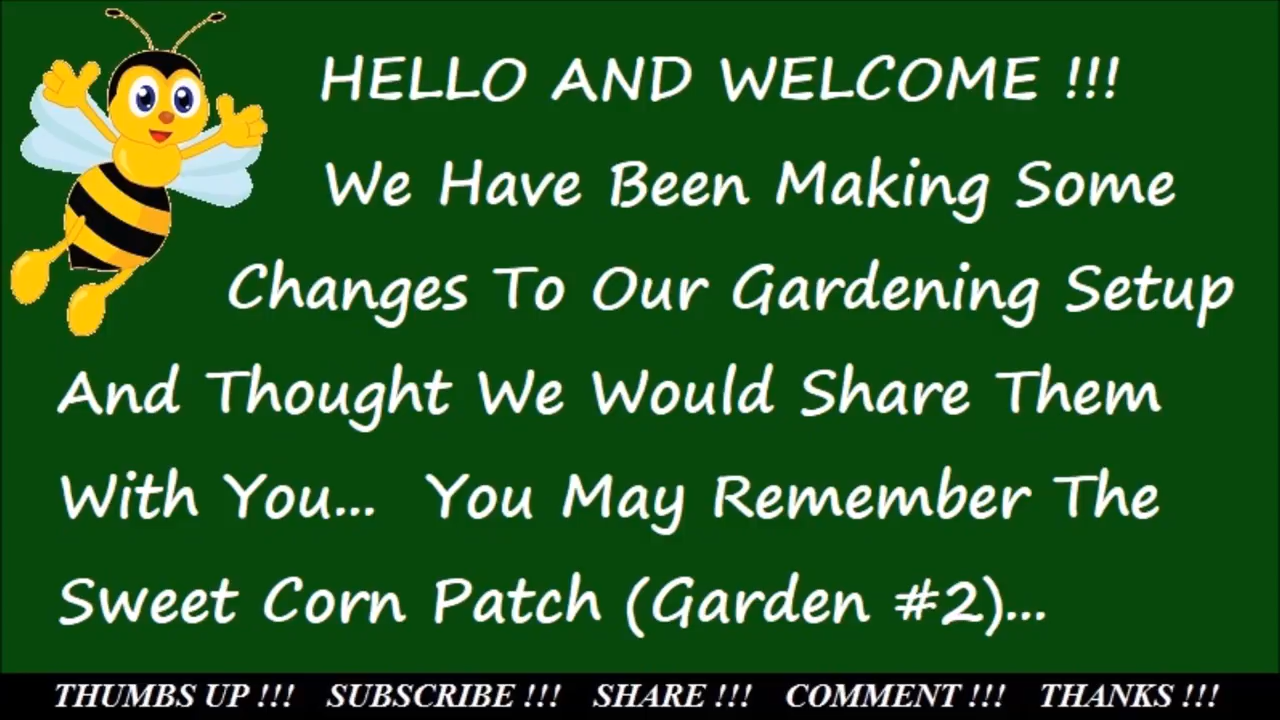 HELLO AND WELCOME !!!
We Have Been Making Some
Changes To Our Gardening Setup
And Thought We Would Share Them
With You... You May Remember The
Sweet Corn Patch (Garden #2)...
THUMBS UP !!! SUBSCRIBE !!! SHARE !!! COMMENT !!! THANKS !!!